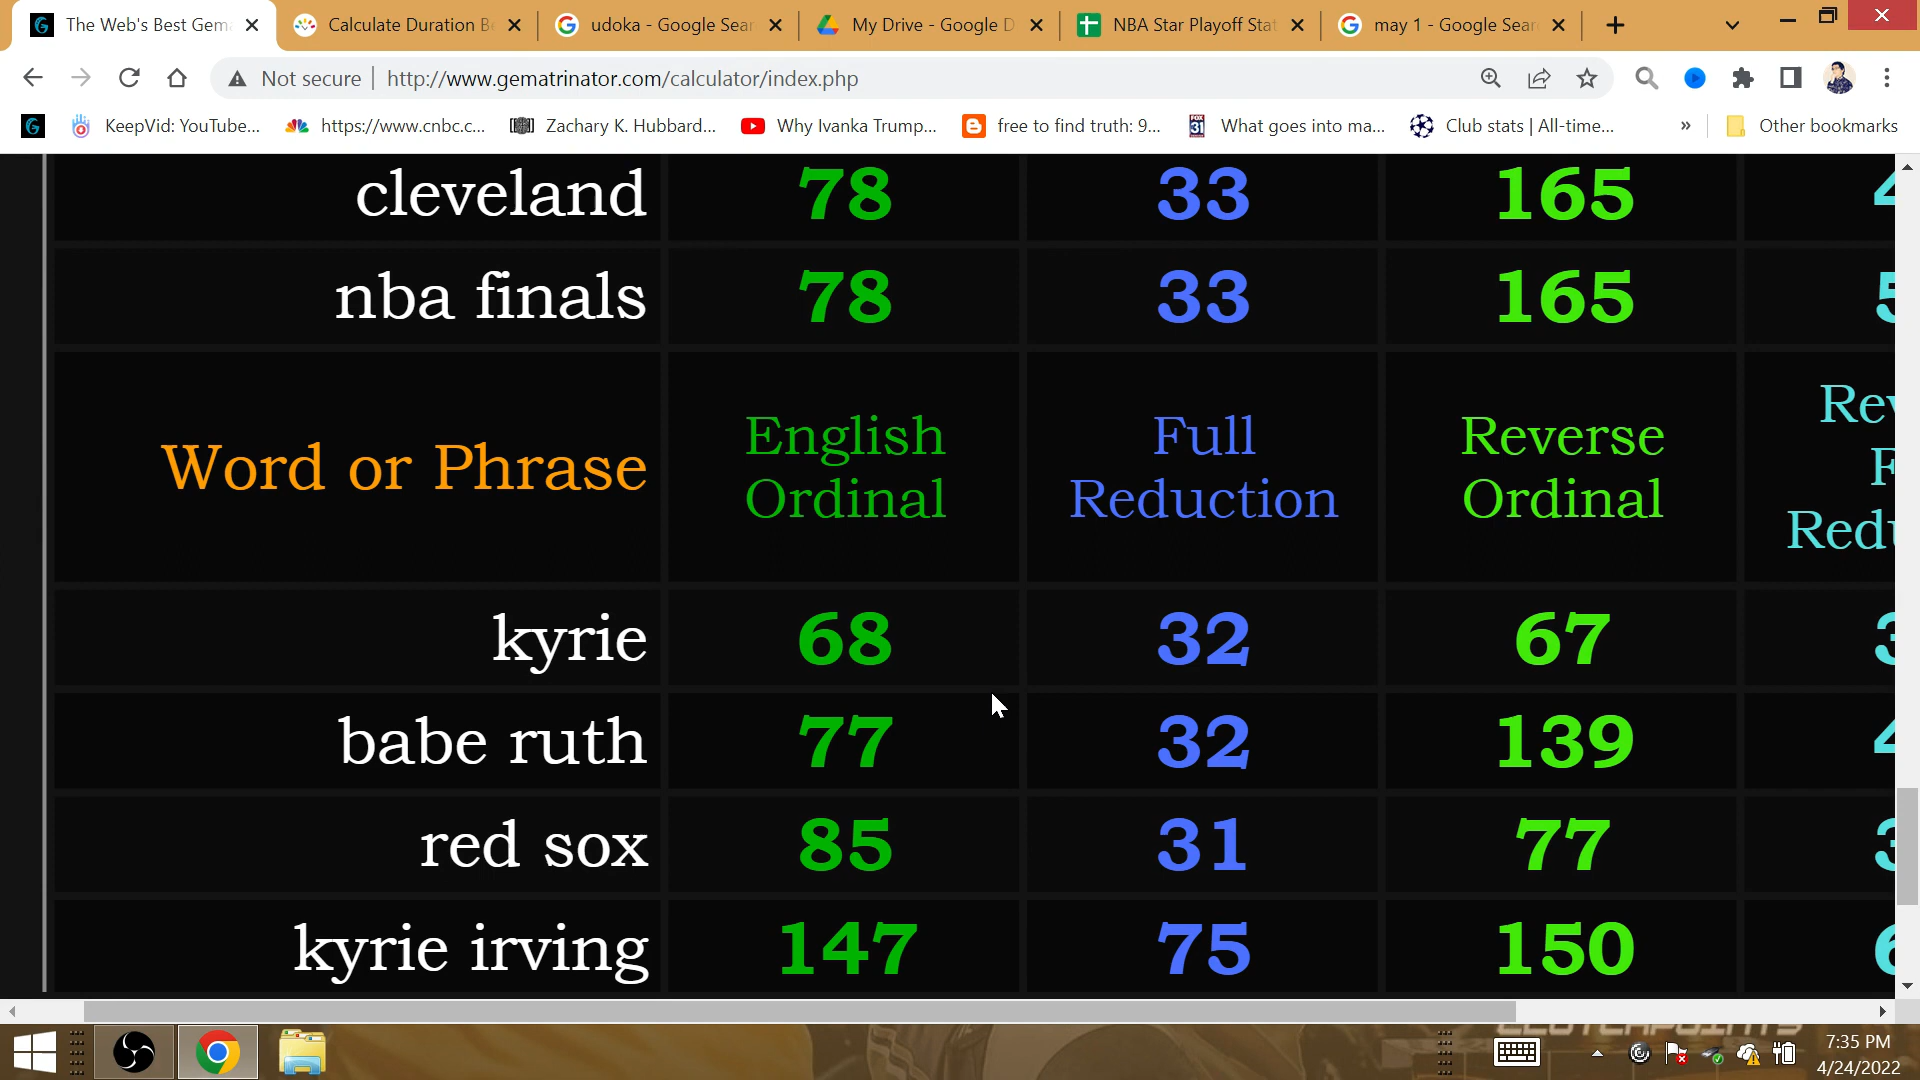 The Web's Best Gem
Calculate Duration Be
udoka - Google Sear
My Drive - Google D
NBA Star Playoff Stat
may 1 - Google Sear
Not secure
http://www.gematrinator.com/calculator/index.php
KeepVid: YouTube...
https://www.cnbc.c...
Zachary K. Hubbard...
Why Ivanka Trump...
free to find truth: 9...
What goes into ma...
Club stats | All-time...
»
Other bookmarks
cleveland 78 33 165
nba finals 78 33 165
Word or Phrase
English
Ordinal
Full
Reduction
Reverse
Ordinal
kyrie 68 32 67
babe ruth 77 32 139
red sox 85 31 77
kyrie irving 147 75 150
7:35 PM
4/24/2022